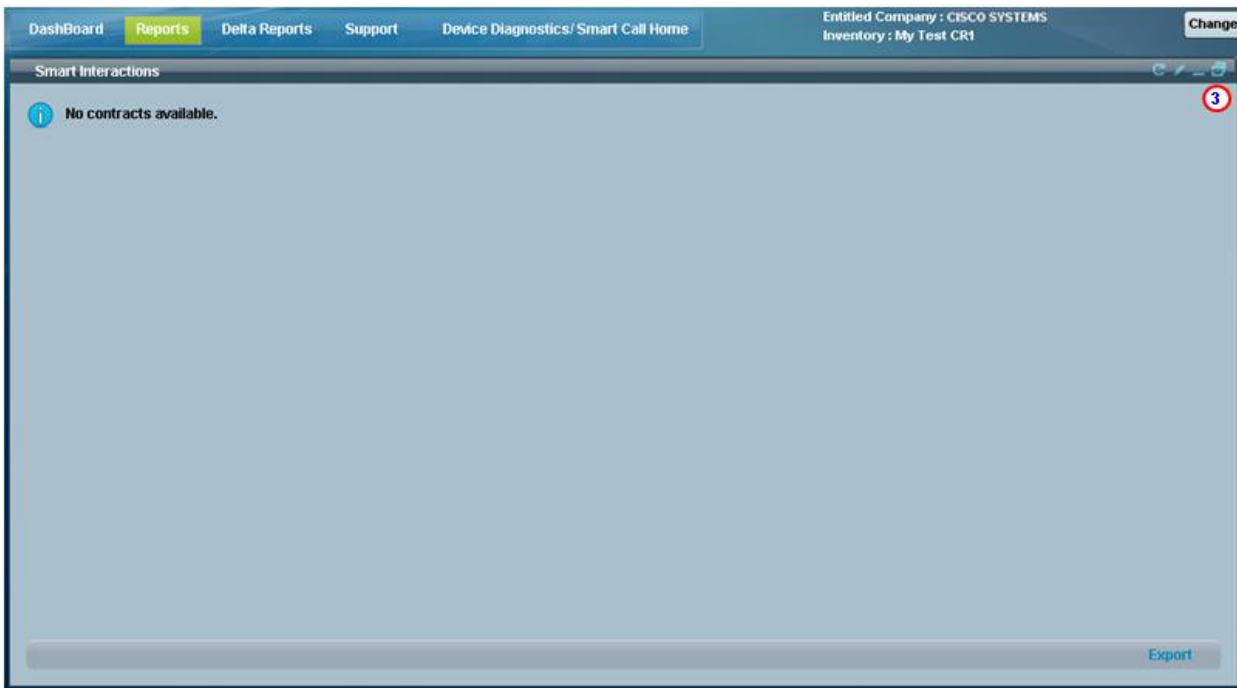 DashBoard Reports Delta Reports Support Device Diagnostics/ Smart Call Home
Entitled Company : CISCO SYSTEMS
Inventory : My Test CR1
Change
Smart Interactions
3
No contracts available.
Export